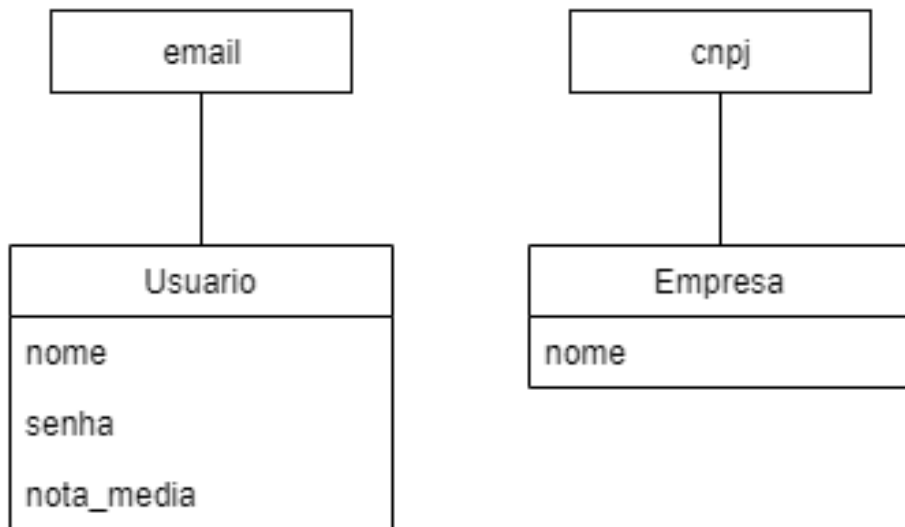 email
cnpj
Usuario
Empresa
nome
nome
senha
nota_media